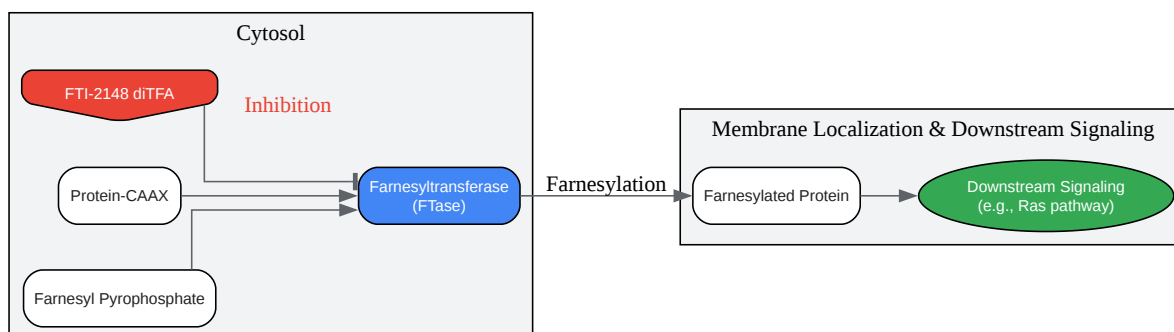 Cytosol
FTI-2148 diTFA
Inhibition
Protein-CAAX
Farnesyltransferase
(FTase)
Farnesyl Pyrophosphate
Farnesylation
Membrane Localization & Downstream Signaling
Farnesylated Protein
Downstream Signaling
(e.g., Ras pathway)